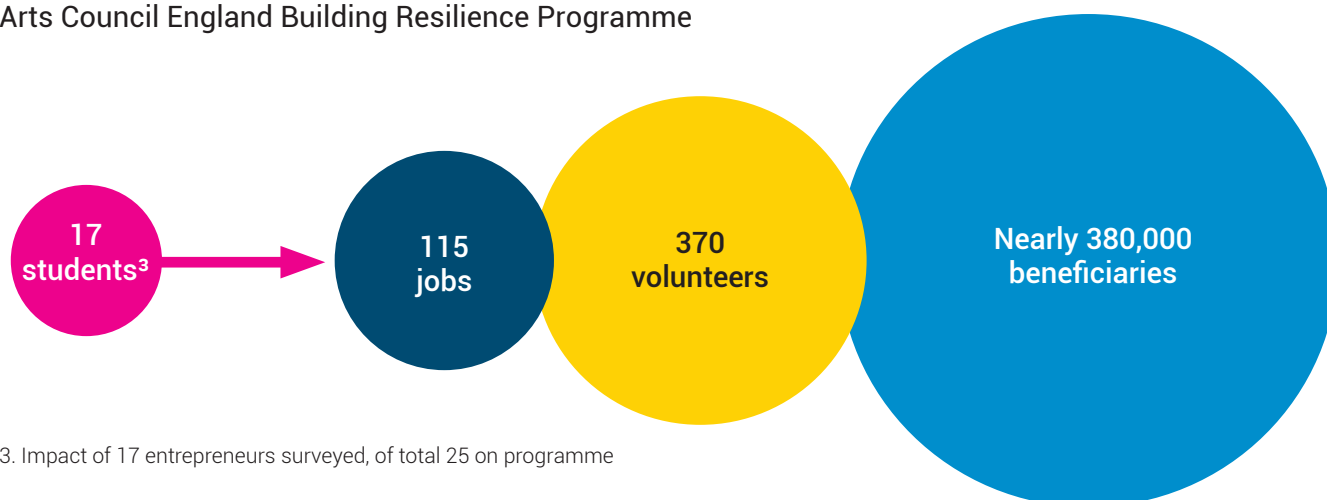 Arts Council England Building Resilience Programme
17
students³
115
jobs
370
volunteers
Nearly 380,000
beneficiaries
3. Impact of 17 entrepreneurs surveyed, of total 25 on programme